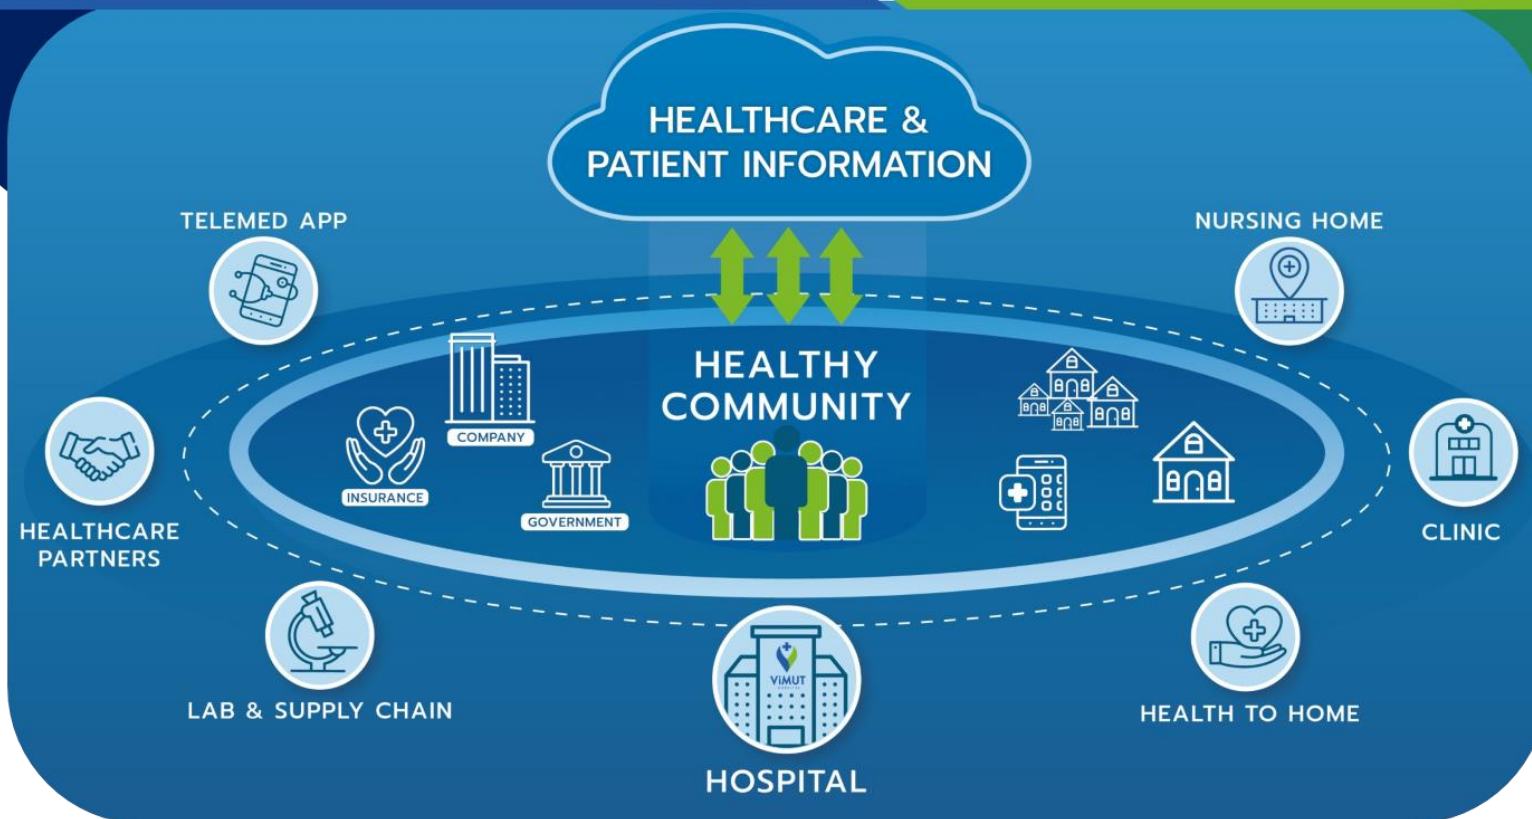 HEALTHCARE &
PATIENT INFORMATION
TELEMED APP
NURSING HOME
HEALTHY
COMMUNITY
COMPANY
INSURANCE
GOVERNMENT
HEALTHCARE
PARTNERS
CLINIC
LAB & SUPPLY CHAIN
ViMUT
HOSPITAL
HEALTH TO HOME